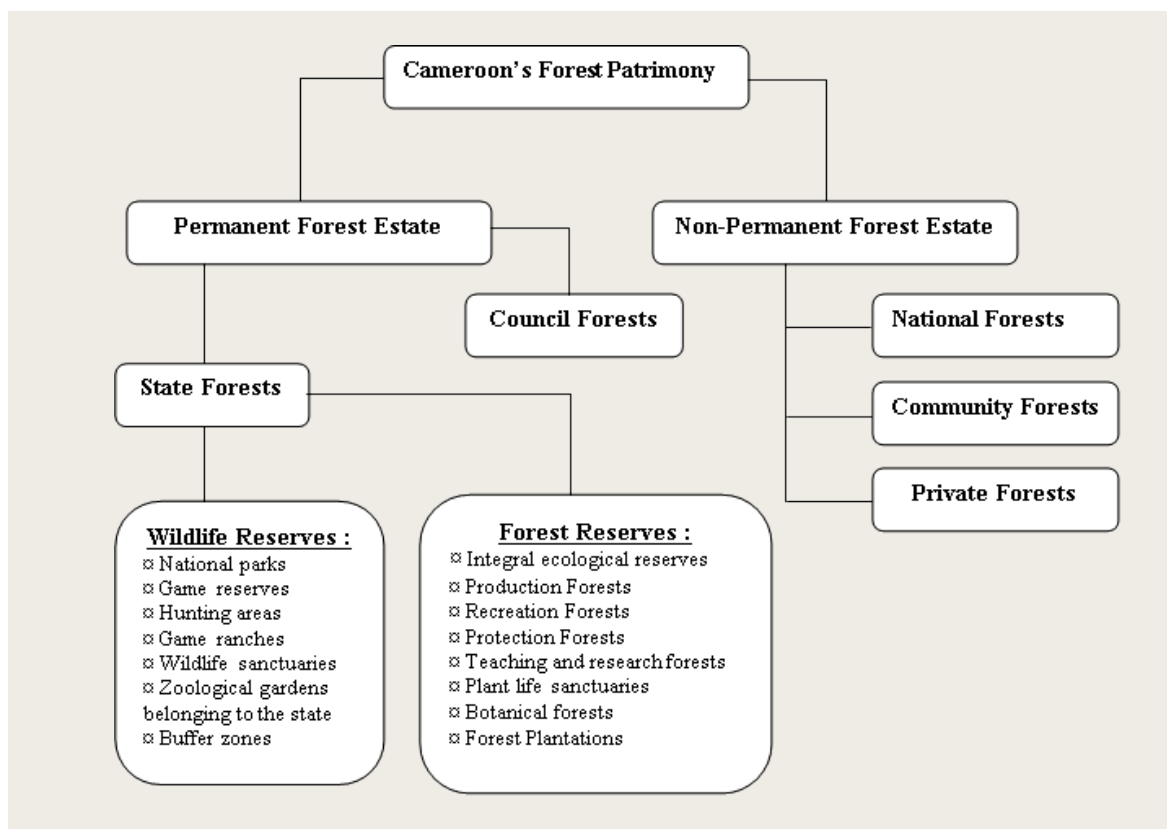 Cameroon's Forest Patrimony
Permanent Forest Estate
Non-Permanent Forest Estate
Council Forests
National Forests
State Forests
Community Forests
Private Forests
Wildlife Reserves :
¤ National parks
¤ Game reserves
¤ Hunting areas
¤ Game ranches
¤ Wildlife sanctuaries
¤ Zoological gardens
belonging to the state
¤ Buffer zones
Forest Reserves :
¤ Integral ecological reserves
¤ Production Forests
¤ Recreation Forests
¤ Protection Forests
¤ Teaching and research forests
¤ Plant life sanctuaries
¤ Botanical forests
¤ Forest Plantations